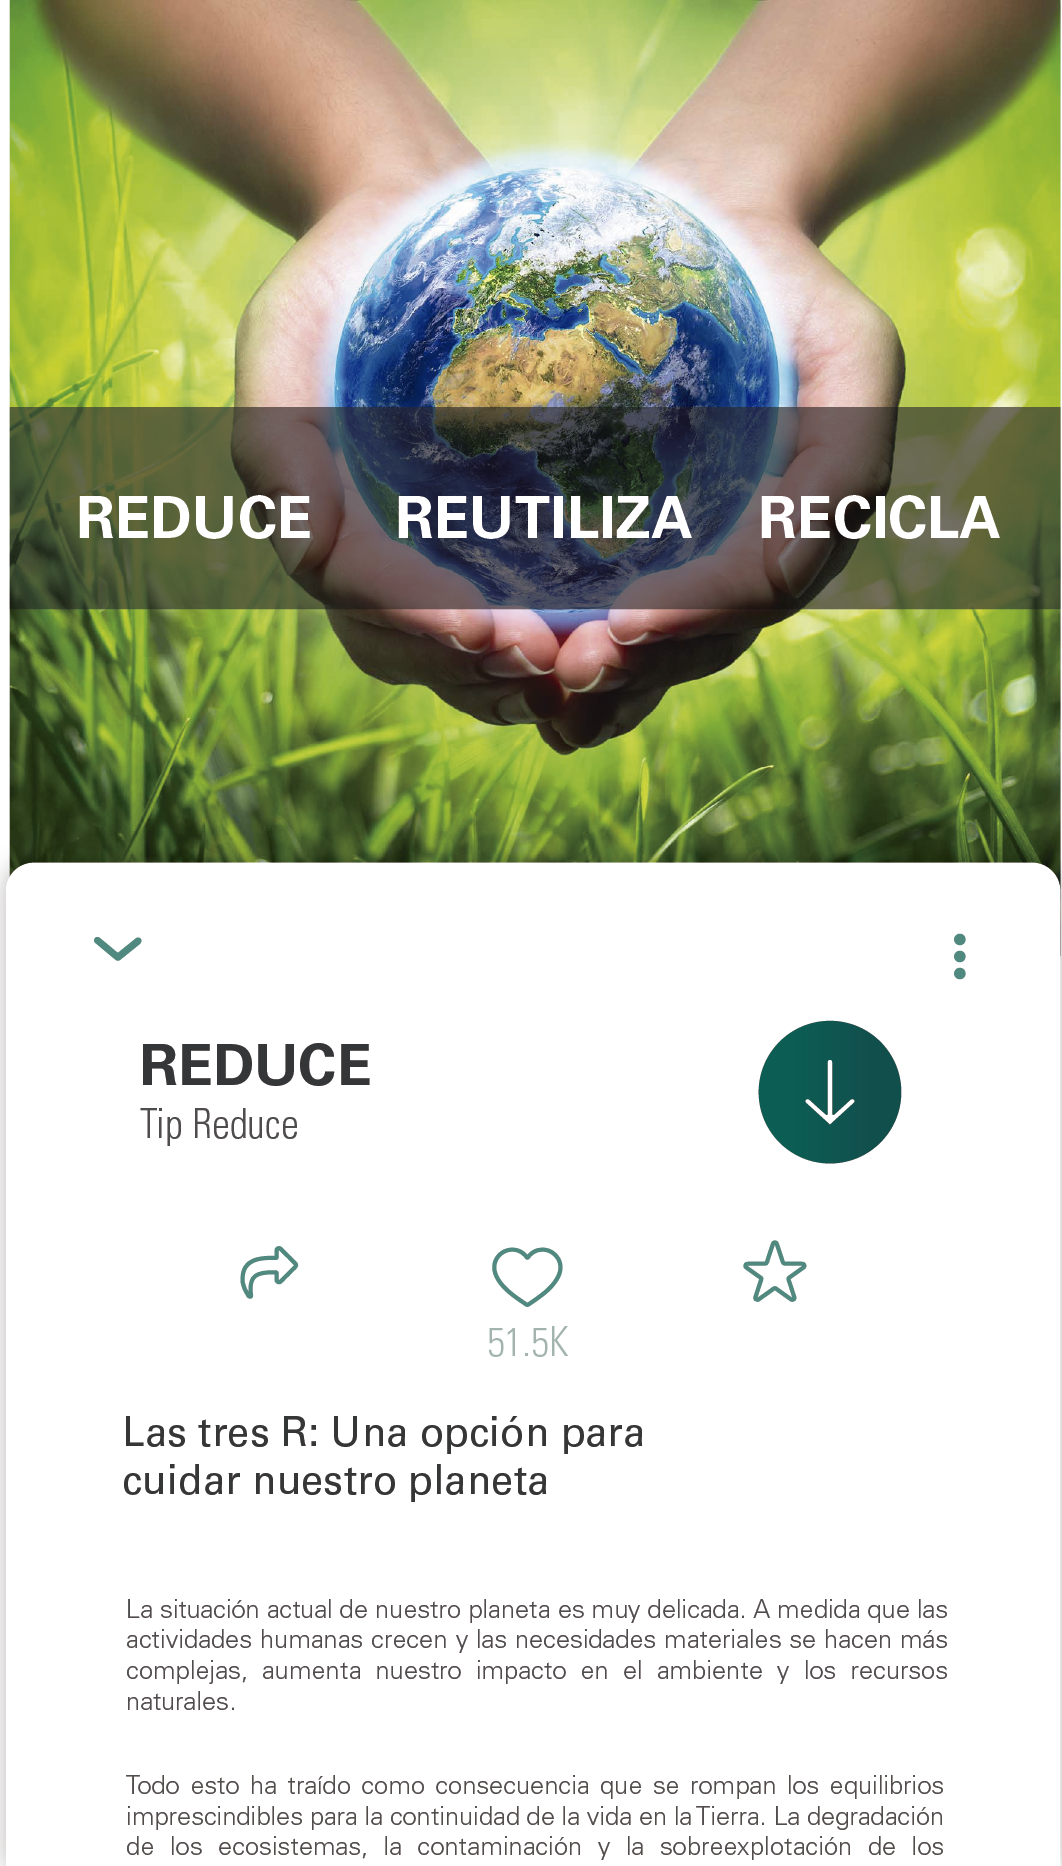 REDUCE REUTILIZA RECICLA
REDUCE
Tip Reduce
51.5K
Las tres R: Una opción para
cuidar nuestro planeta
La situación actual de nuestro planeta es muy delicada. A medida que las
actividades humanas crecen y las necesidades materiales se hacen más
complejas, aumenta nuestro impacto en el ambiente y los recursos
naturales.
Todo esto ha traído como consecuencia que se rompan los equilibrios
imprescindibles para la continuidad de la vida en la Tierra. La degradación
de los ecosistemas, la contaminación y la sobreexplotación de los